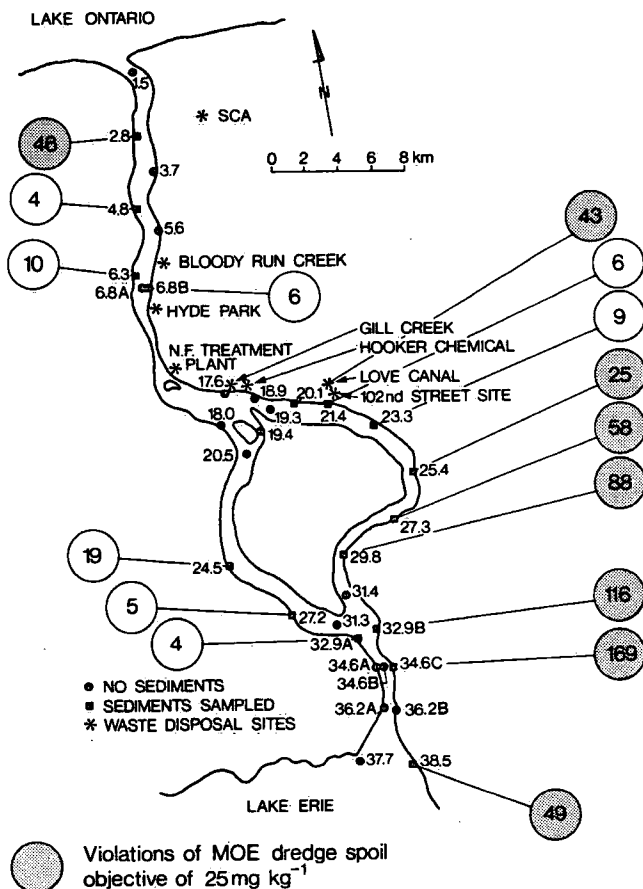 LAKE ONTARIO
1.5
* SCA
N
48
2.8
0 2 4 6 8 km
3.7
4
4.8
5.6
43
10
6.3
* BLOODY RUN CREEK
6
6.8A
6.8B
6
* HYDE PARK
9
GILL CREEK
HOOKER CHEMICAL
N.F. TREATMENT
* PLANT
LOVE CANAL
25
17.6
18.9
20.1
102nd STREET SITE
18.0
19.3
21.4
23.3
58
19.4
20.5
25.4
88
27.3
19
24.5
29.8
31.4
116
5
27.2
31.3
32.9B
4
32.9A
169
34.6A
34.6C
34.6B
● NO SEDIMENTS
■ SEDIMENTS SAMPLED
* WASTE DISPOSAL SITES
36.2A
36.2B
37.7
38.5
LAKE ERIE
49
Violations of MOE dredge spoil
objective of 25 mg kg⁻¹